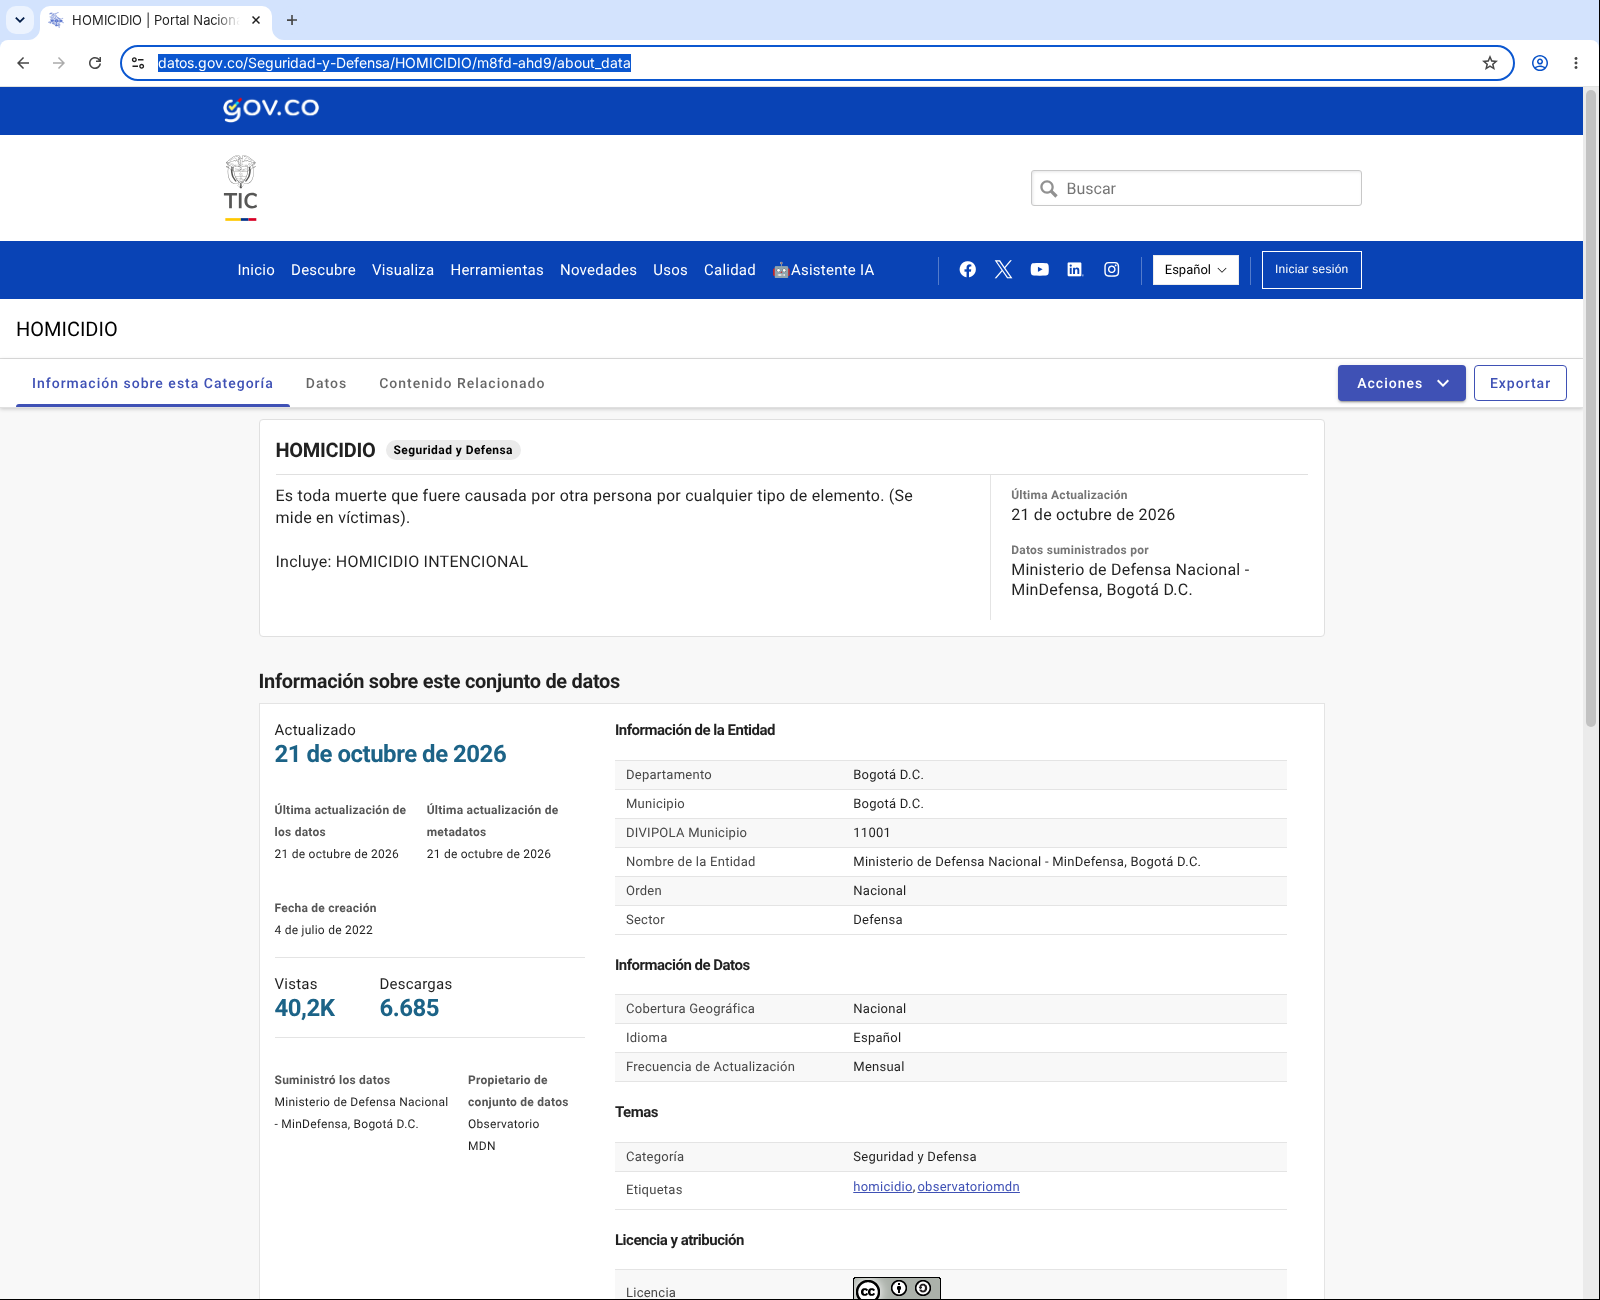 HOMICIDIO | Portal Nacion
datos.gov.co/Seguridad-y-Defensa/HOMICIDIO/m8fd-ahd9/about_data
gov.co
TIC
Buscar
Inicio Descubre Visualiza Herramientas Novedades Usos Calidad 🤖Asistente IA Español Iniciar sesión
HOMICIDIO
Información sobre esta Categoría Datos Contenido Relacionado Acciones Exportar
HOMICIDIO Seguridad y Defensa
Es toda muerte que fuere causada por otra persona por cualquier tipo de elemento. (Se
mide en víctimas).
Incluye: HOMICIDIO INTENCIONAL
Última Actualización
21 de octubre de 2026
Datos suministrados por
Ministerio de Defensa Nacional -
MinDefensa, Bogotá D.C.
Información sobre este conjunto de datos
Actualizado
21 de octubre de 2026
Última actualización de
los datos
21 de octubre de 2026
Última actualización de
metadatos
21 de octubre de 2026
Fecha de creación
4 de julio de 2022
Vistas
40,2K
Descargas
6.685
Suministró los datos
Ministerio de Defensa Nacional
- MinDefensa, Bogotá D.C.
Propietario de
conjunto de datos
Observatorio
MDN
Información de la Entidad
Departamento Bogotá D.C.
Municipio Bogotá D.C.
DIVIPOLA Municipio 11001
Nombre de la Entidad Ministerio de Defensa Nacional - MinDefensa, Bogotá D.C.
Orden Nacional
Sector Defensa
Información de Datos
Cobertura Geográfica Nacional
Idioma Español
Frecuencia de Actualización Mensual
Temas
Categoría Seguridad y Defensa
Etiquetas homicidio, observatoriomdn
Licencia y atribución
Licencia cc